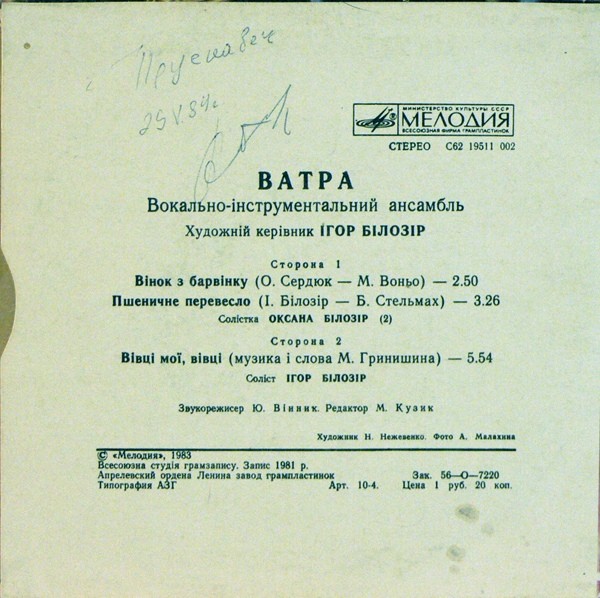 Трускавець
25.V.84г.
МИНИСТЕРСТВО КУЛЬТУРЫ СССР
МЕЛОДИЯ
ВСЕСОЮЗНАЯ ФИРМА ГРАМПЛАСТИНОК
СТЕРЕО С62 19511 002
ВАТРА
Вокально-інструментальний ансамбль
Художній керівник ІГОР БІЛОЗІР
Сторона 1
Вінок з барвінку (О. Сердюк — М. Воньо) — 2.50
Пшеничне перевесло (І. Білозір — Б. Стельмах) — 3.26
Солістка ОКСАНА БІЛОЗІР (2)
Сторона 2
Вівці мої, вівці (музика і слова М. Гринишина) — 5.54
Соліст ІГОР БІЛОЗІР
Звукорежисер Ю. Вінник. Редактор М. Кузик
Художник Н. Нежевенко. Фото А. Малахина
© «Мелодия», 1983
Всесоюзна студія грамзапису. Запис 1981 р.
Апрелевский ордена Ленина завод грампластинок Зак. 56—О—7220
Типография АЗГ Арт. 10-4. Цена 1 руб. 20 коп.